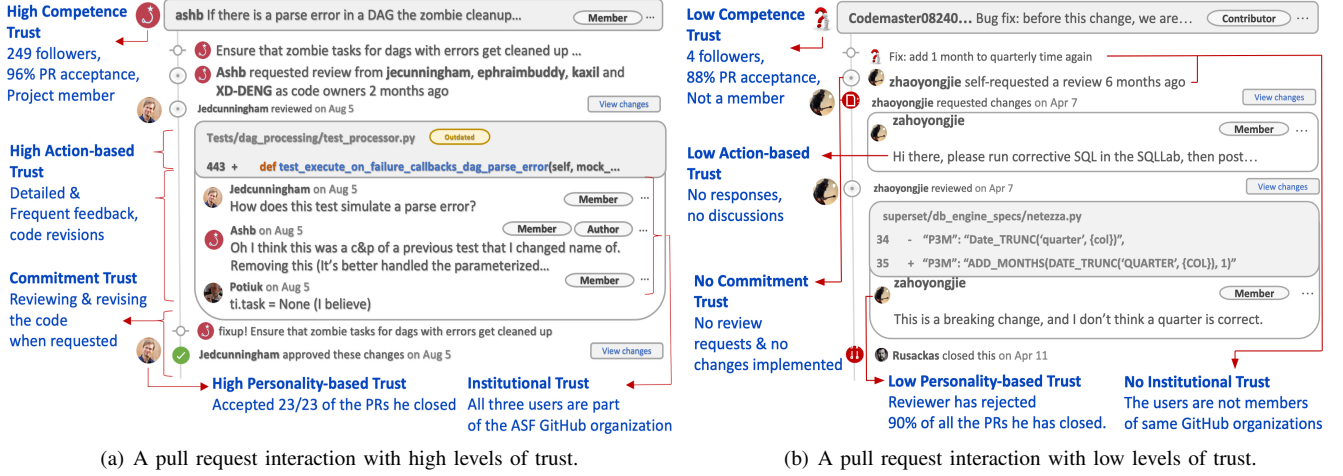 High Competence
Trust
249 followers,
96% PR acceptance,
Project member
ashb If there is a parse error in a DAG the zombie cleanup...
Member ...
Ensure that zombie tasks for dags with errors get cleaned up ...
Ashb requested review from jecunningham, ephraimbuddy, kaxil and
XD-DENG as code owners 2 months ago
Jedcunningham reviewed on Aug 5
View changes
High Action-based
Trust
Detailed &
Frequent feedback,
code revisions
Tests/dag_processing/test_processor.py Outdated
443 + def test_execute_on_failure_callbacks_dag_parse_error(self, mock_...
Jedcunningham on Aug 5
Member ...
How does this test simulate a parse error?
Ashb on Aug 5
Member Author ...
Oh I think this was a c&p of a previous test that I changed name of.
Removing this (It's better handled the parameterized...
Potiuk on Aug 5
Member ...
ti.task = None (I believe)
Commitment Trust
Reviewing & revising
the code
when requested
fixup! Ensure that zombie tasks for dags with errors get cleaned up
Jedcunningham approved these changes on Aug 5
View changes
High Personality-based Trust
Accepted 23/23 of the PRs he closed
Institutional Trust
All three users are part
of the ASF GitHub organization
(a) A pull request interaction with high levels of trust.
Low Competence
Trust
4 followers,
88% PR acceptance,
Not a member
Codemaster08240... Bug fix: before this change, we are...
Contributor ...
Fix: add 1 month to quarterly time again
zhaoyongjie self-requested a review 6 months ago
zhaoyongjie requested changes on Apr 7
View changes
zahoyongjie
Member ...
Hi there, please run corrective SQL in the SQLLab, then post...
Low Action-based
Trust
No responses,
no discussions
zhaoyongjie reviewed on Apr 7
View changes
superset/db_engine_specs/netezza.py
34 - "P3M": "Date_TRUNC('quarter', {col})",
35 + "P3M": "ADD_MONTHS(DATE_TRUNC('QUARTER', {COL}), 1)"
zahoyongjie
Member ...
This is a breaking change, and I don't think a quarter is correct.
No Commitment
Trust
No review
requests & no
changes implemented
Rusackas closed this on Apr 11
Low Personality-based Trust
Reviewer has rejected
90% of all the PRs he has closed.
No Institutional Trust
The users are not members
of same GitHub organizations
(b) A pull request interaction with low levels of trust.